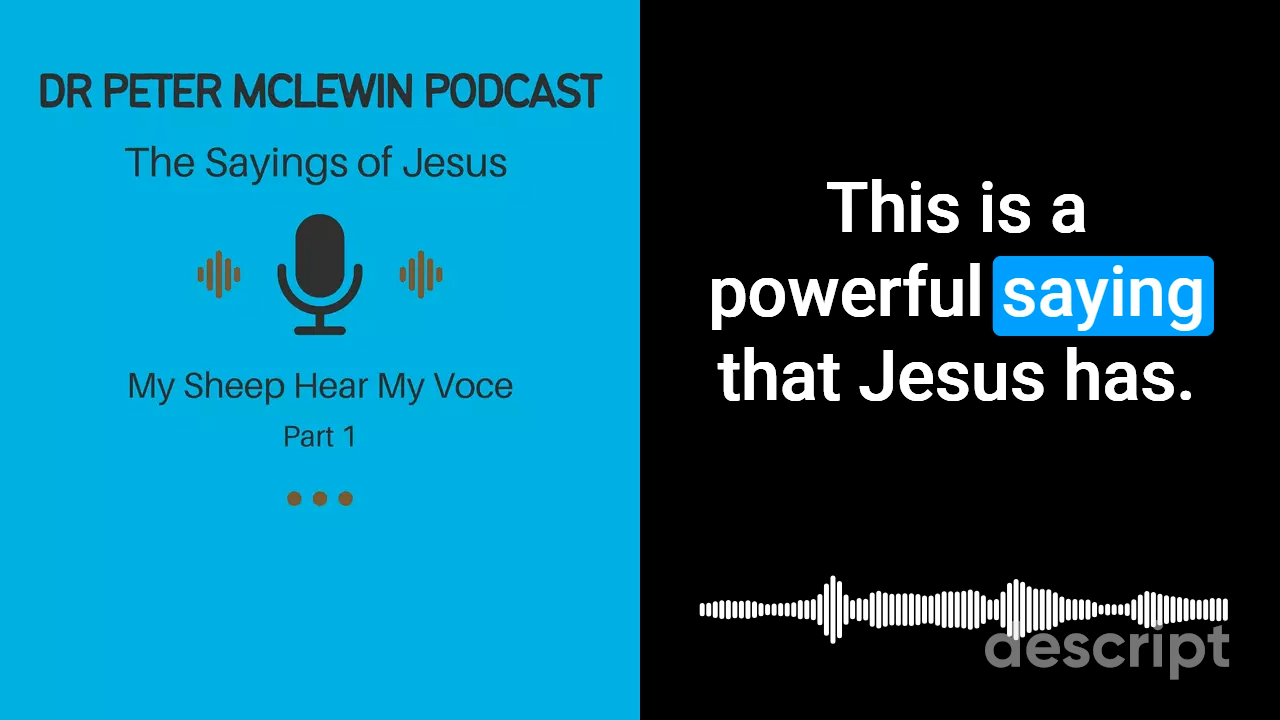 DR PETER MCLEWIN PODCAST
The Sayings of Jesus
My Sheep Hear My Voce
Part 1
This is a
powerful saying
that Jesus has.
descript